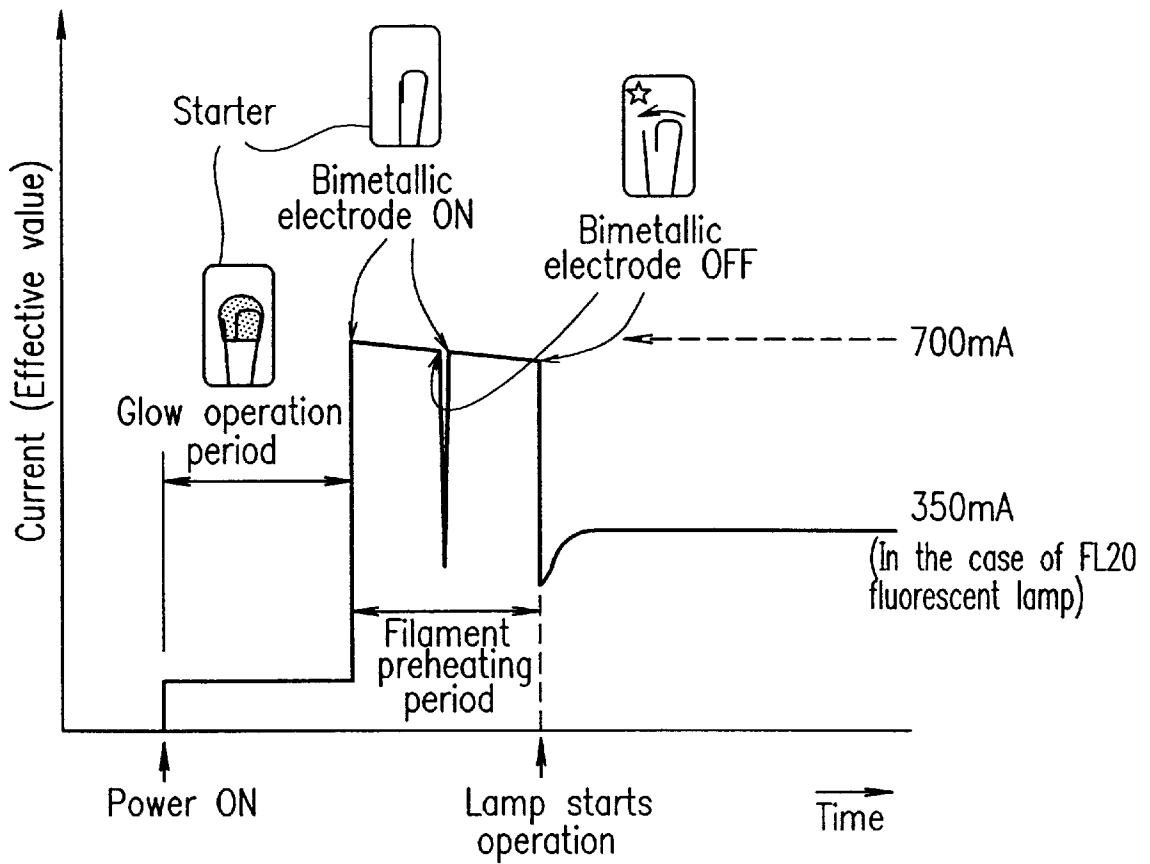 Starter
Bimetallic
electrode ON
Bimetallic
electrode OFF
Current (Effective value)
700mA
Glow operation
period
350mA
(In the case of FL20
fluorescent lamp)
Filament
preheating
period
Power ON
Lamp starts
operation
Time